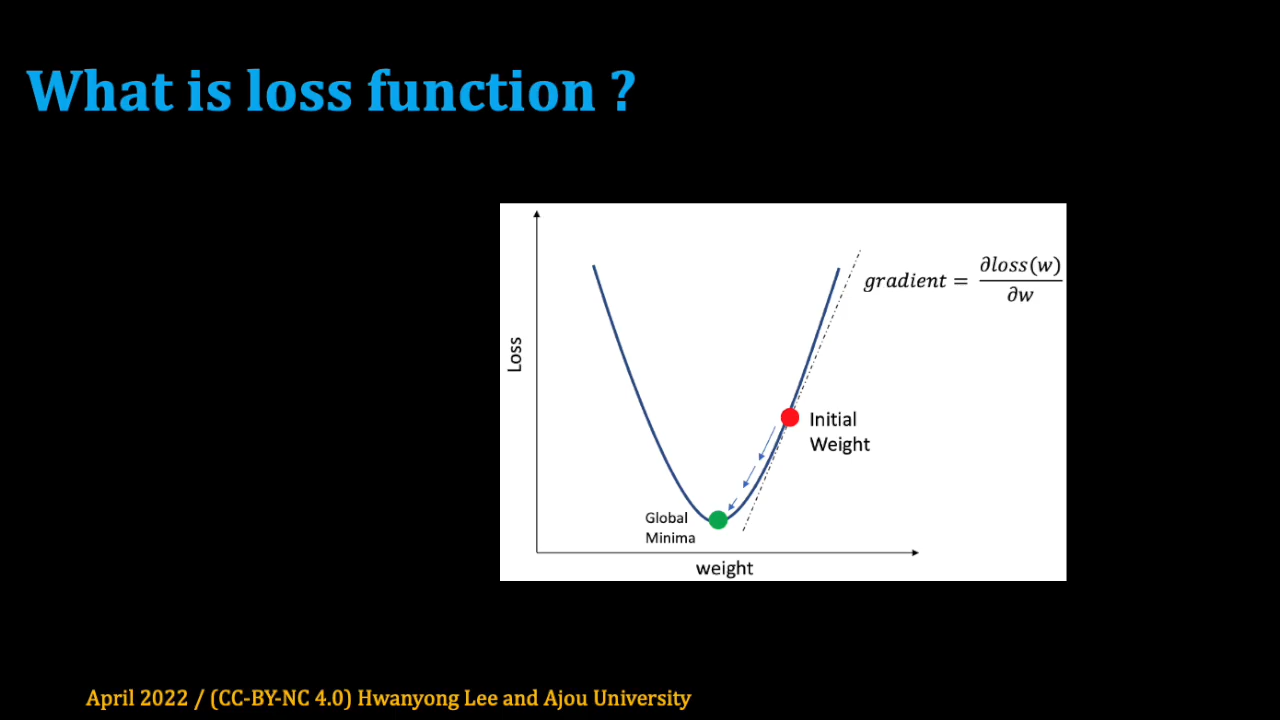 What is loss function ?
gradient = ∂loss(w) / ∂w
Loss
Initial
Weight
Global
Minima
weight
April 2022 / (CC-BY-NC 4.0) Hwanyong Lee and Ajou University